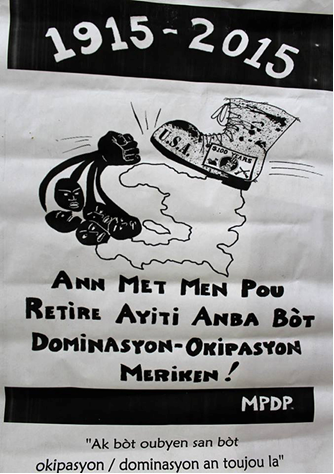 1915-2015
U.S.A
ANN MET MEN POU
RETIRE AYITI ANBA BÒT
DOMINASYON-OKIPASYON
MERIKEN!
MPDP
"Ak bòt oubyen san bòt
okipasyon / dominasyon an toujou la"